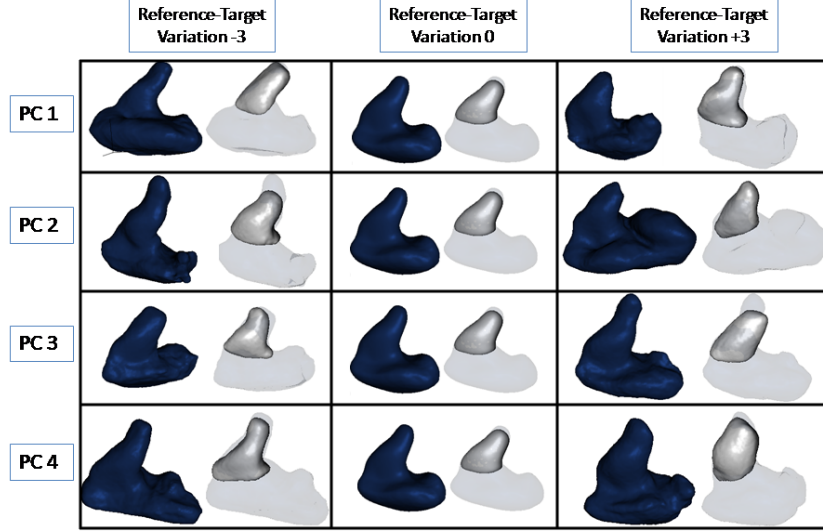 Reference-Target
Variation -3
Reference-Target
Variation 0
Reference-Target
Variation +3
PC 1
PC 2
PC 3
PC 4